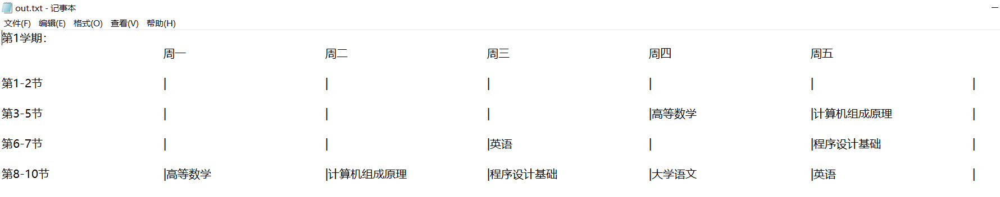 out.txt - 记事本
文件(F) 编辑(E) 格式(O) 查看(V) 帮助(H)
第1学期：
周一 周二 周三 周四 周五
第1-2节 | | | | | |
第3-5节 | | | |高等数学 |计算机组成原理 |
第6-7节 | | |英语 | |程序设计基础 |
第8-10节 |高等数学 |计算机组成原理 |程序设计基础 |大学语文 |英语 |